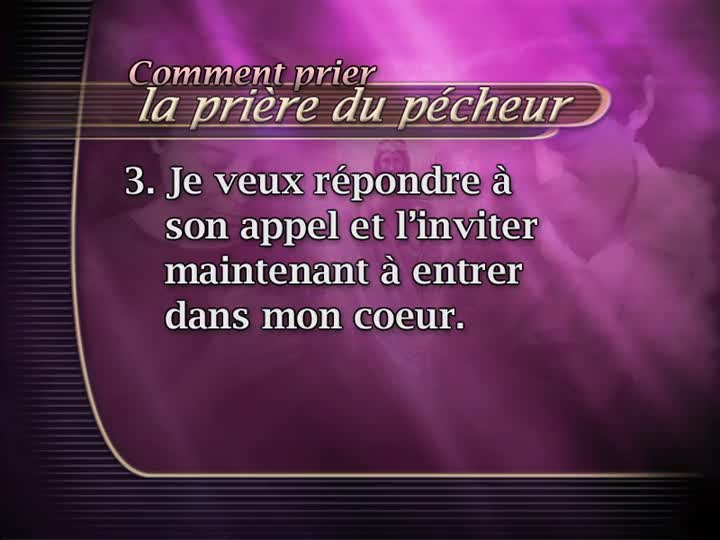 Comment prier
la prière du pécheur
3. Je veux répondre à
son appel et l'inviter
maintenant à entrer
dans mon coeur.